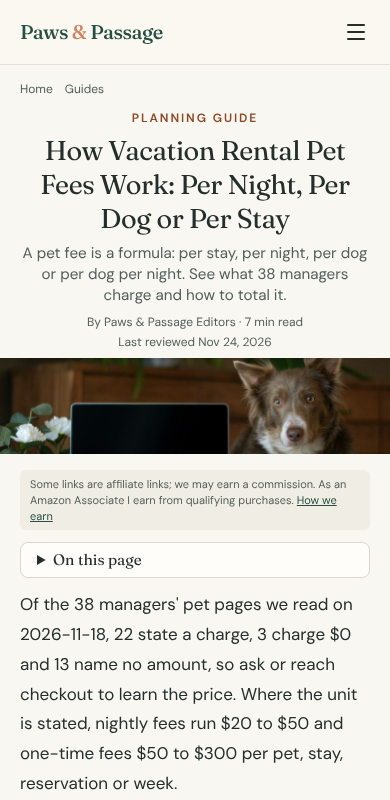 Paws & Passage
Home Guides
PLANNING GUIDE
How Vacation Rental Pet
Fees Work: Per Night, Per
Dog or Per Stay
A pet fee is a formula: per stay, per night, per dog
or per dog per night. See what 38 managers
charge and how to total it.
By Paws & Passage Editors · 7 min read
Last reviewed Nov 24, 2026
Some links are affiliate links; we may earn a commission. As an
Amazon Associate I earn from qualifying purchases. How we
earn
On this page
Of the 38 managers' pet pages we read on
2026-11-18, 22 state a charge, 3 charge $0
and 13 name no amount, so ask or reach
checkout to learn the price. Where the unit
is stated, nightly fees run $20 to $50 and
one-time fees $50 to $300 per pet, stay,
reservation or week.